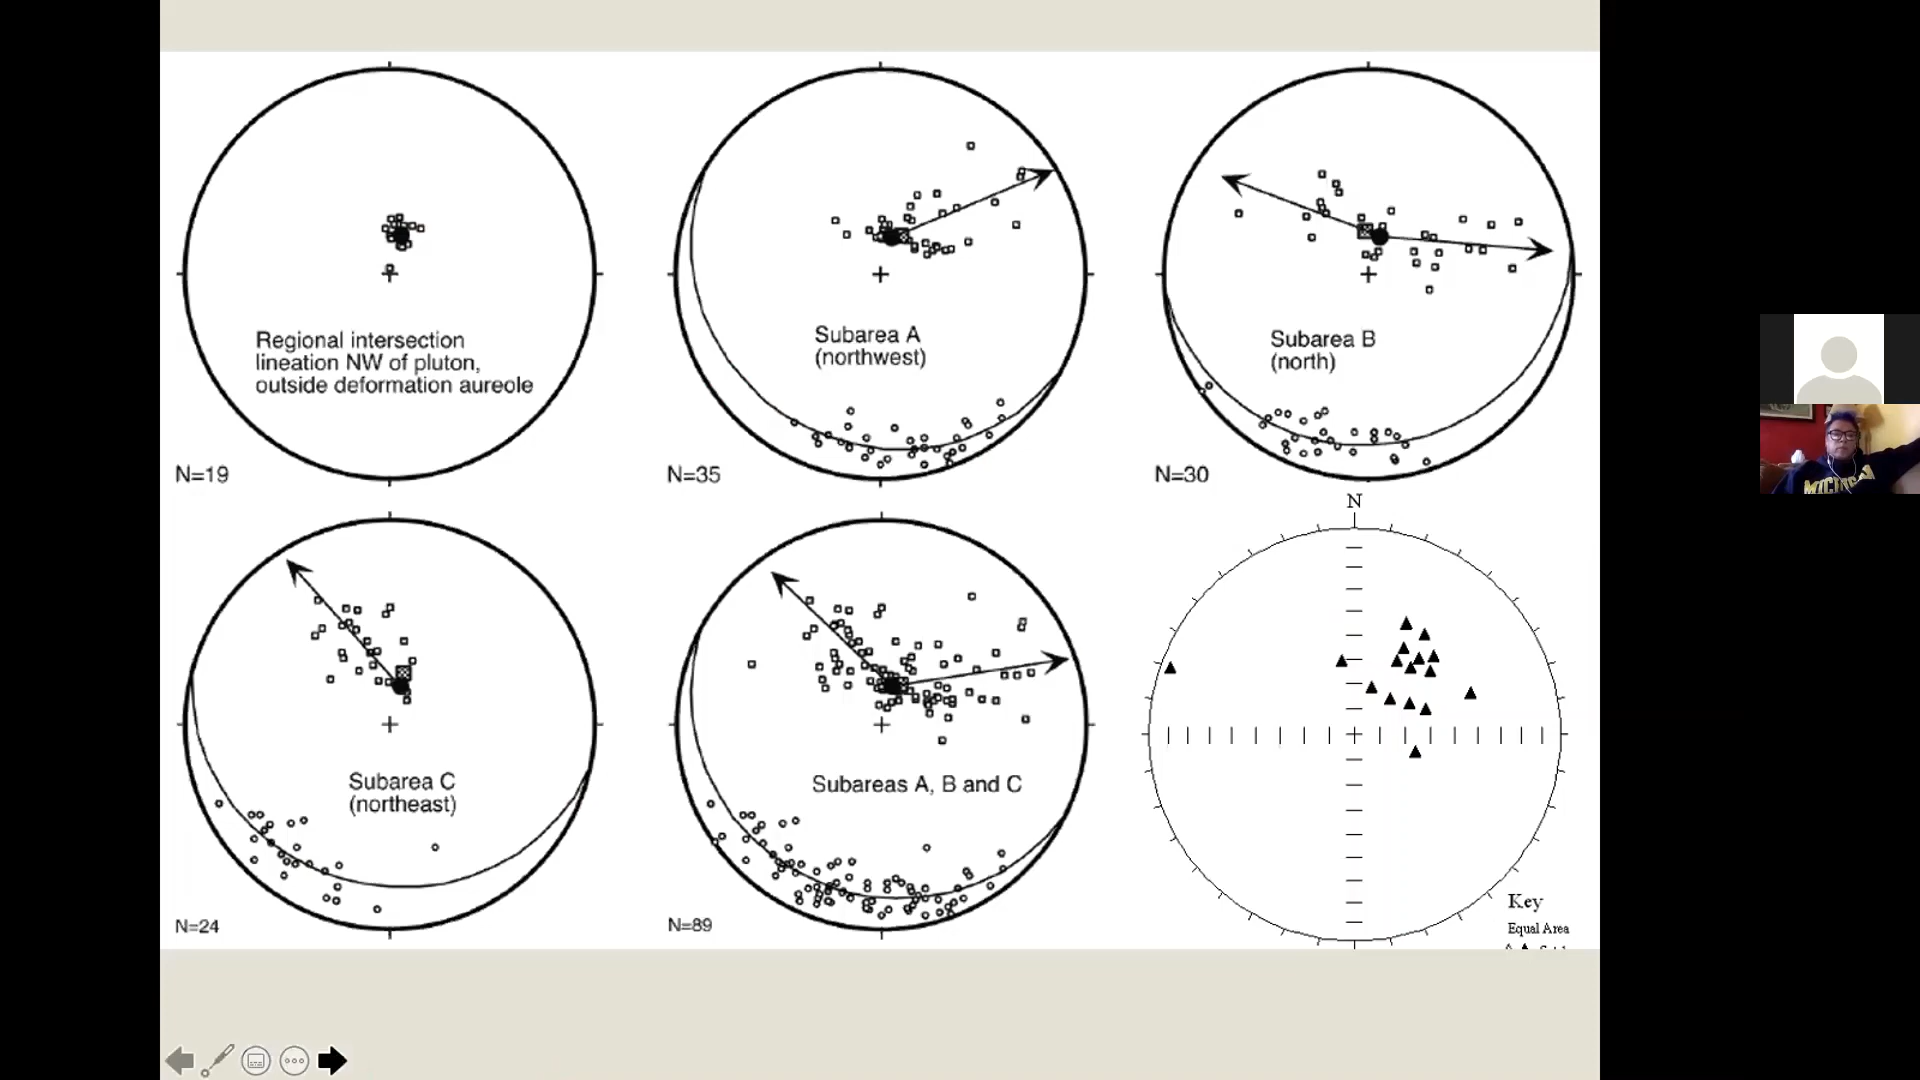 Regional intersection
lineation NW of pluton,
outside deformation aureole
N=19
Subarea A
(northwest)
N=35
Subarea B
(north)
N=30
Subarea C
(northeast)
N=24
Subareas A, B and C
N=89
N
Key
Equal Area